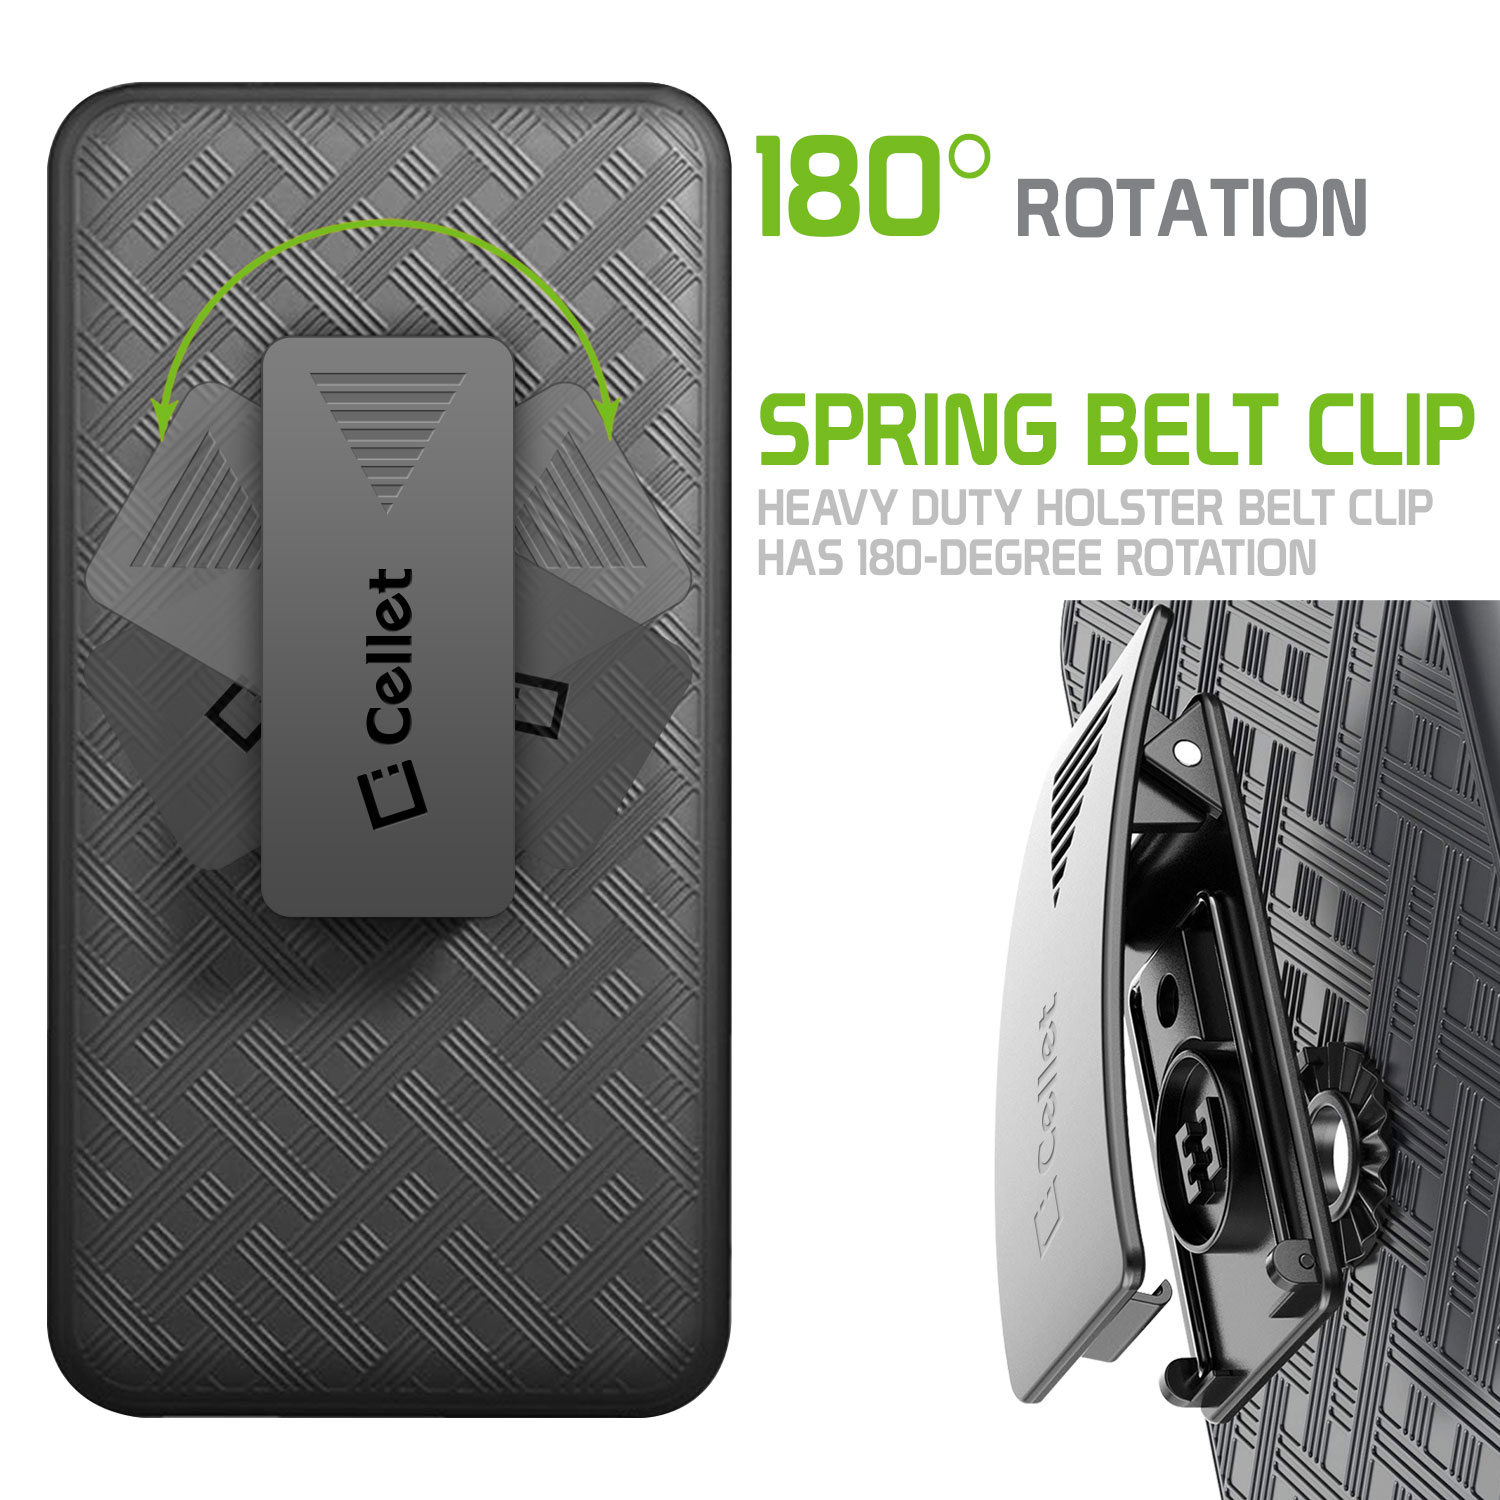 180° ROTATION
SPRING BELT CLIP
HEAVY DUTY HOLSTER BELT CLIP
HAS 180-DEGREE ROTATION
Cellet
Cellet